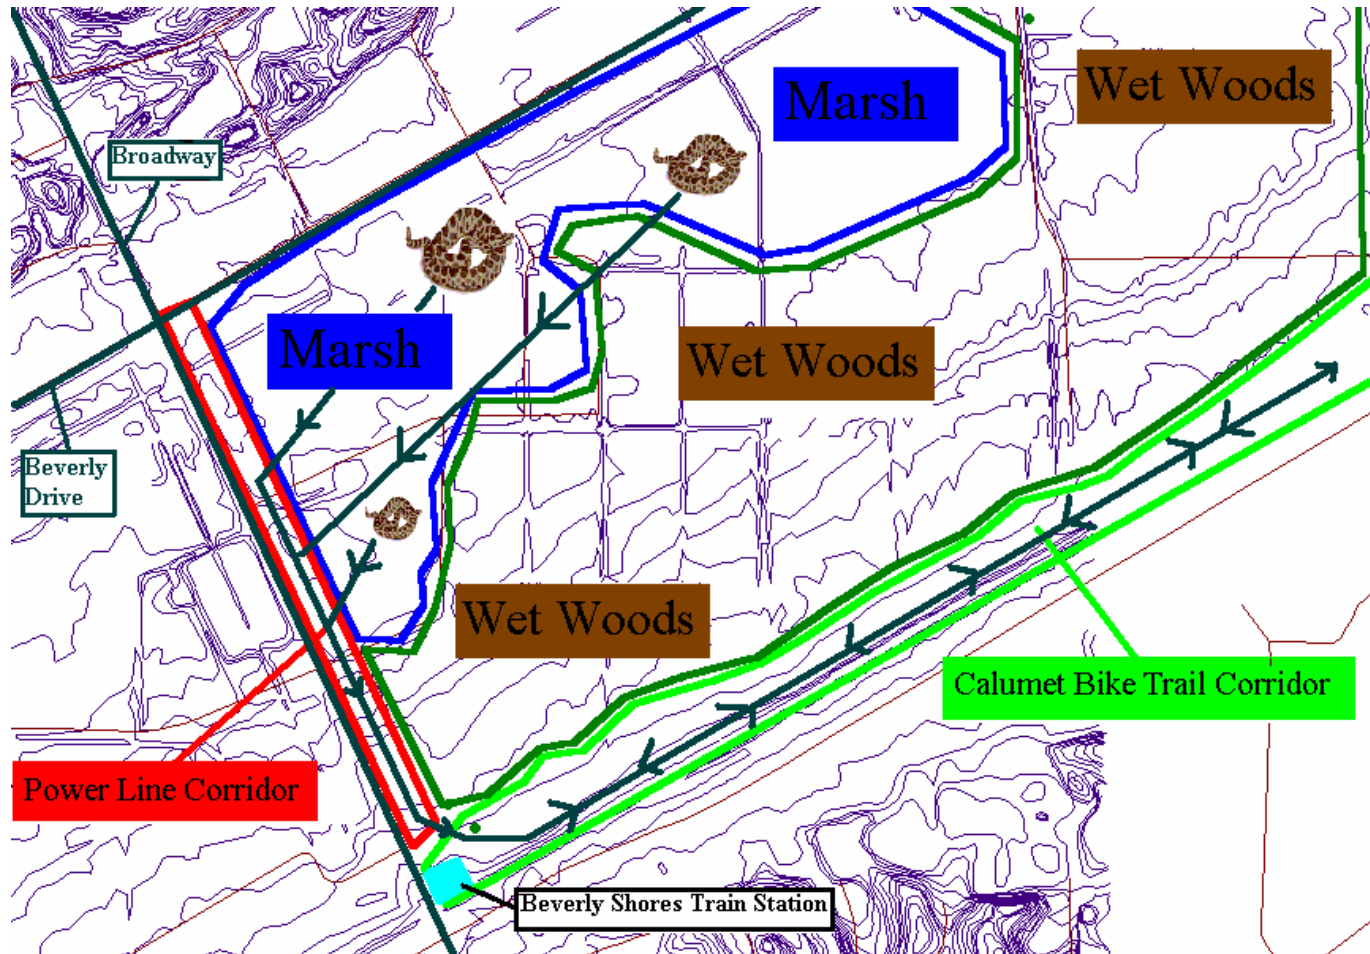 Marsh
Wet Woods
Broadway
Marsh
Wet Woods
Beverly
Drive
Wet Woods
Calumet Bike Trail Corridor
Power Line Corridor
Beverly Shores Train Station